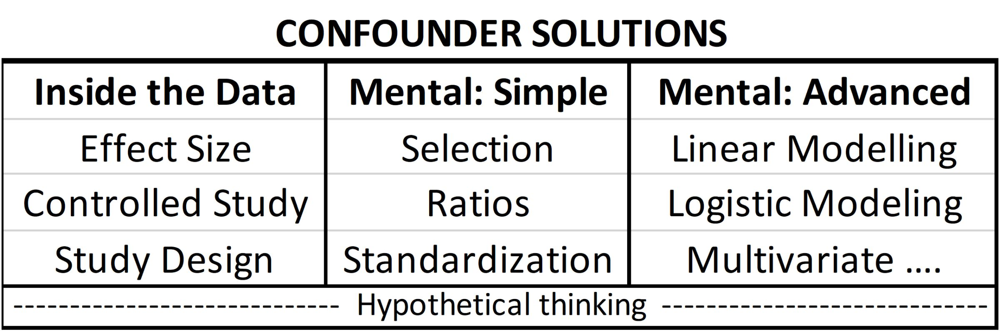 CONFOUNDER SOLUTIONS
Inside the Data Mental: Simple Mental: Advanced
Effect Size Selection Linear Modelling
Controlled Study Ratios Logistic Modeling
Study Design Standardization Multivariate ....
------------------------------ Hypothetical thinking ------------------------------